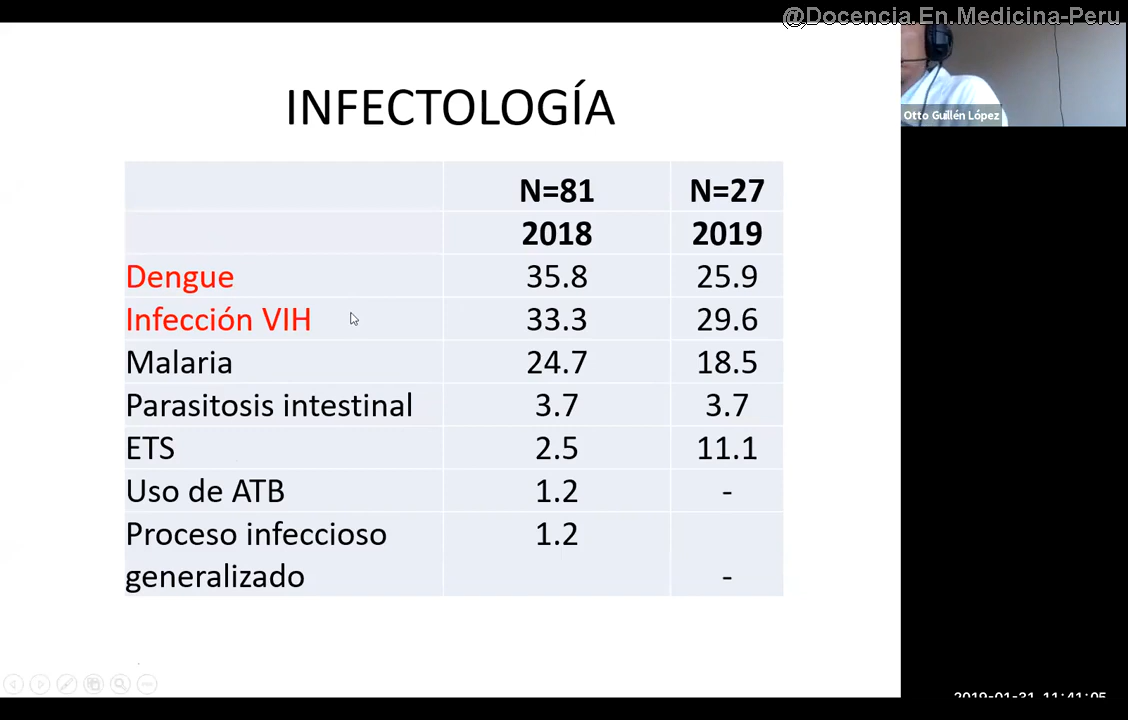 @Docencia.En.Medicina-Peru
Otto Guillén López
INFECTOLOGÍA
N=81 N=27
2018 2019
Dengue 35.8 25.9
Infección VIH 33.3 29.6
Malaria 24.7 18.5
Parasitosis intestinal 3.7 3.7
ETS 2.5 11.1
Uso de ATB 1.2 -
Proceso infeccioso 1.2
generalizado -
2019-01-31 11:41:05